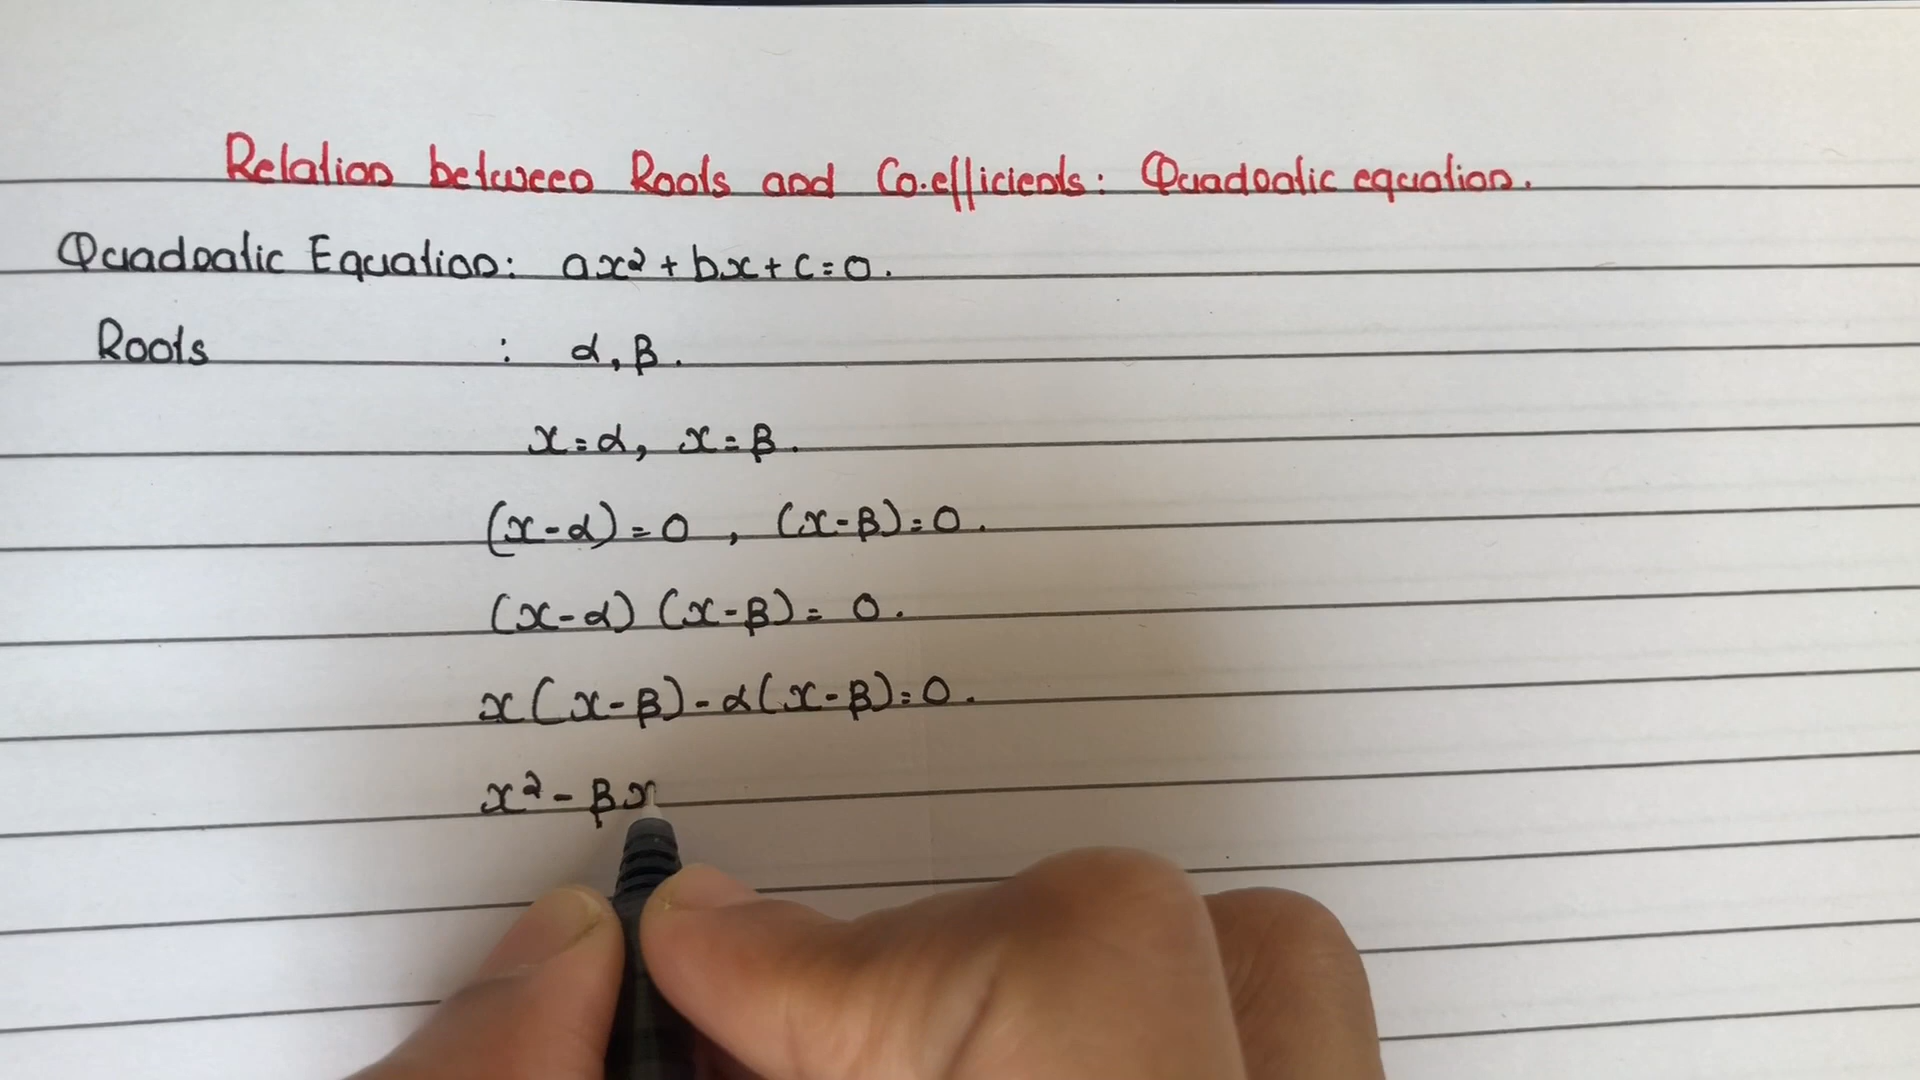 Relation between Roots and Co.efficients: Quadratic equation.
Quadratic Equation: ax² + bx + c = 0.
Roots : α, β.
x = α, x = β.
(x - α) = 0 , (x - β) = 0.
(x - α) (x - β) = 0.
x (x - β) - α (x - β) = 0.
x² - βx